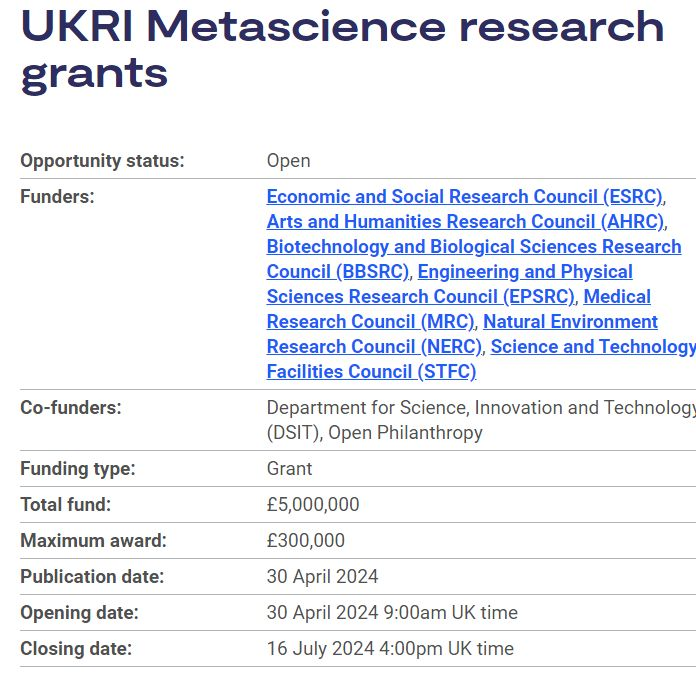 UKRI Metascience research
grants
Opportunity status: Open
Funders: Economic and Social Research Council (ESRC),
Arts and Humanities Research Council (AHRC),
Biotechnology and Biological Sciences Research
Council (BBSRC), Engineering and Physical
Sciences Research Council (EPSRC), Medical
Research Council (MRC), Natural Environment
Research Council (NERC), Science and Technology
Facilities Council (STFC)
Co-funders: Department for Science, Innovation and Technology
(DSIT), Open Philanthropy
Funding type: Grant
Total fund: £5,000,000
Maximum award: £300,000
Publication date: 30 April 2024
Opening date: 30 April 2024 9:00am UK time
Closing date: 16 July 2024 4:00pm UK time